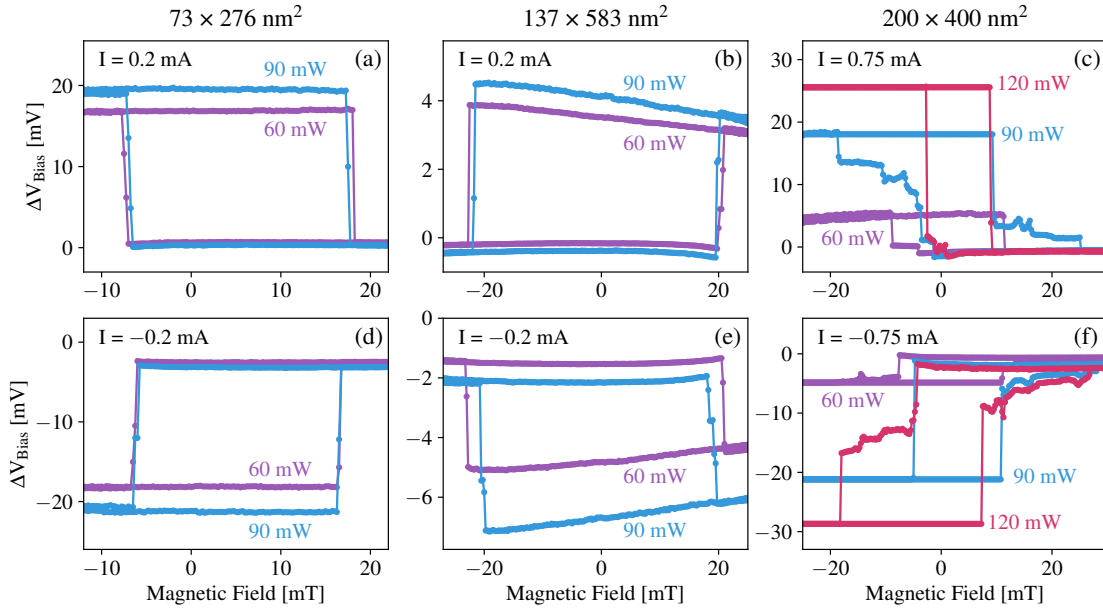 73 × 276 nm²
137 × 583 nm²
200 × 400 nm²
I = 0.2 mA
(a)
90 mW
60 mW
20
10
0
ΔV_Bias [mV]
−10
0
10
20
I = 0.2 mA
(b)
90 mW
60 mW
4
2
0
−20
0
20
I = 0.75 mA
(c)
120 mW
90 mW
60 mW
30
20
10
0
−20
0
20
I = −0.2 mA
(d)
60 mW
90 mW
0
−10
−20
ΔV_Bias [mV]
−10
0
10
20
Magnetic Field [mT]
I = −0.2 mA
(e)
60 mW
90 mW
0
−2
−4
−6
−20
0
20
Magnetic Field [mT]
I = −0.75 mA
(f)
60 mW
90 mW
120 mW
0
−10
−20
−30
−20
0
20
Magnetic Field [mT]